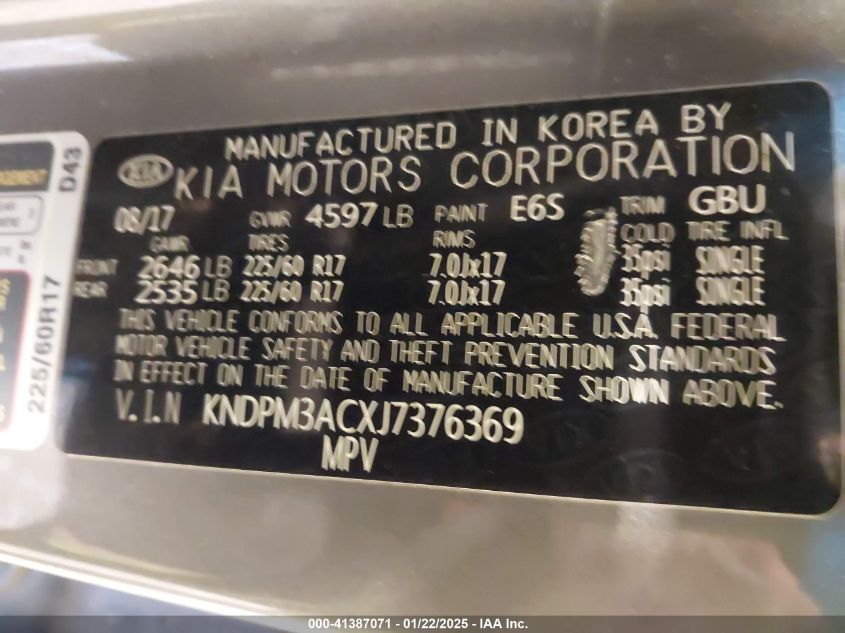 MANUFACTURED IN KOREA BY
KIA KIA MOTORS CORPORATION
08/17 GVWR 4597 LB PAINT E6S TRIM GBU
GAWR TIRES RIMS COLD TIRE INFL
FRONT 2646 LB 225/60 R17 7.0Jx17 35psi SINGLE
REAR 2535 LB 225/60 R17 7.0Jx17 35psi SINGLE
THIS VEHICLE CONFORMS TO ALL APPLICABLE U.S.A. FEDERAL
MOTOR VEHICLE SAFETY AND THEFT PREVENTION STANDARDS
IN EFFECT ON THE DATE OF MANUFACTURE SHOWN ABOVE.
V.I.N KNDPM3ACXJ7376369
MPV
D43
225/60R17
000-41387071 - 01/22/2025 - IAA Inc.